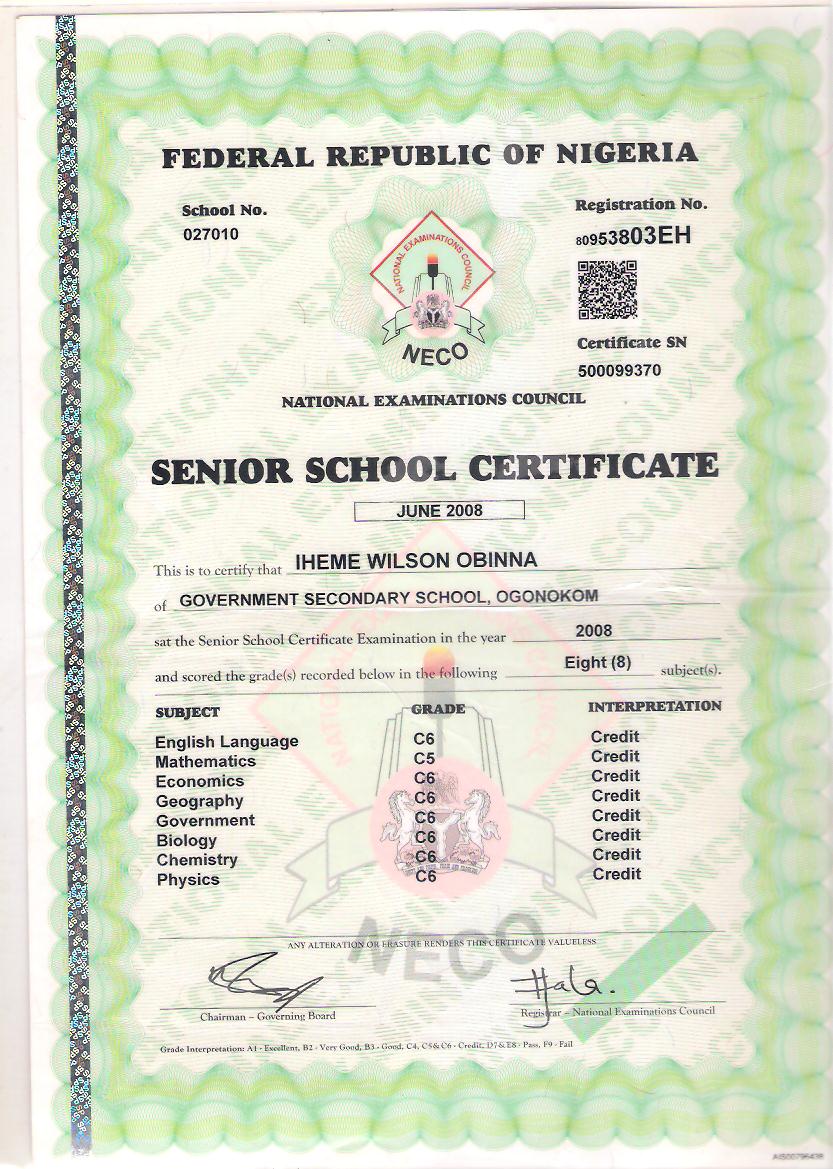 FEDERAL REPUBLIC OF NIGERIA
School No.
027010
Registration No.
80953803EH
NATIONAL EXAMINATIONS COUNCIL
NECO
Certificate SN
500099370
NATIONAL EXAMINATIONS COUNCIL
SENIOR SCHOOL CERTIFICATE
JUNE 2008
This is to certify that IHEME WILSON OBINNA
of GOVERNMENT SECONDARY SCHOOL, OGONOKOM
sat the Senior School Certificate Examination in the year 2008
and scored the grade(s) recorded below in the following Eight (8) subject(s).
SUBJECT GRADE INTERPRETATION
English Language C6 Credit
Mathematics C5 Credit
Economics C6 Credit
Geography C6 Credit
Government C6 Credit
Biology C6 Credit
Chemistry C6 Credit
Physics C6 Credit
NECO
ANY ALTERATION OR ERASURE RENDERS THIS CERTIFICATE VALUELESS
Chairman – Governing Board
Registrar – National Examinations Council
Grade Interpretation: A1 - Excellent, B2 - Very Good, B3 - Good, C4, C5 & C6 - Credit, D7 & E8 - Pass, F9 - Fail